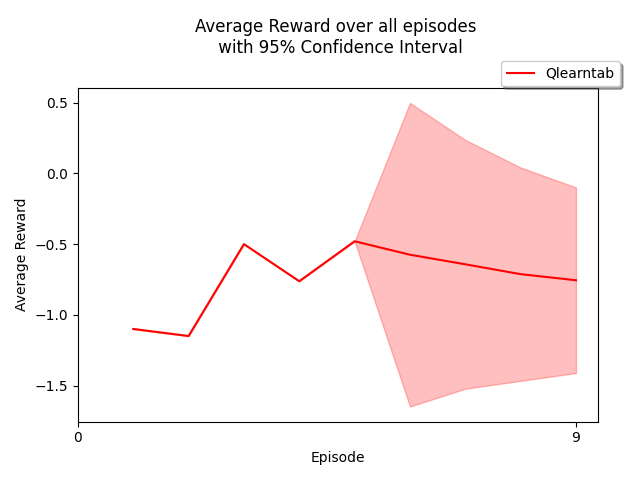 Average Reward over all episodes
with 95% Confidence Interval
Qlearntab
0.5
0.0
−0.5
−1.0
−1.5
Average Reward
0 9
Episode